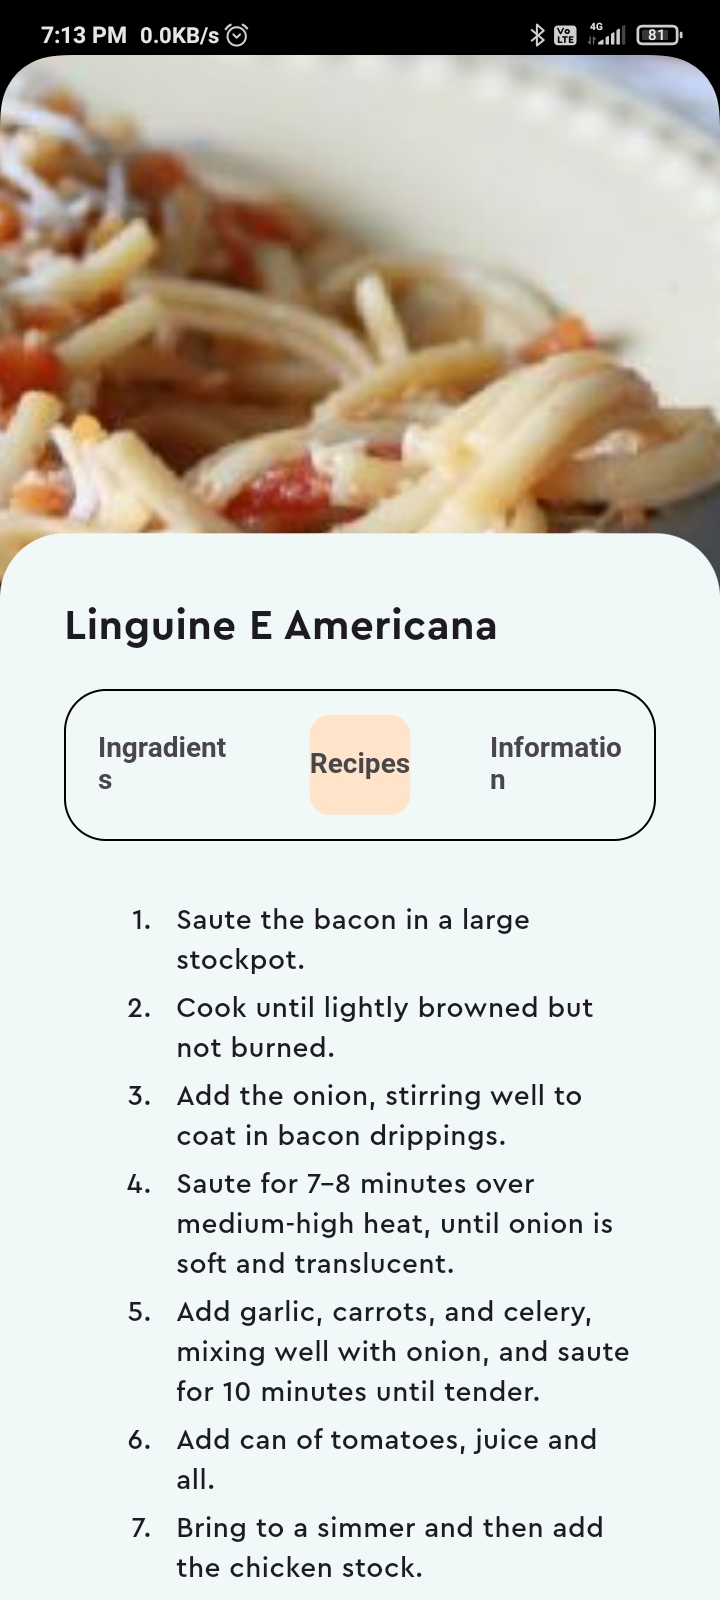 7:13 PM 0.0KB/s Vo LTE 4G 81
Linguine E Americana
Ingredient
s
Recipes
Informatio
n
1. Saute the bacon in a large
stockpot.
2. Cook until lightly browned but
not burned.
3. Add the onion, stirring well to
coat in bacon drippings.
4. Saute for 7–8 minutes over
medium-high heat, until onion is
soft and translucent.
5. Add garlic, carrots, and celery,
mixing well with onion, and saute
for 10 minutes until tender.
6. Add can of tomatoes, juice and
all.
7. Bring to a simmer and then add
the chicken stock.